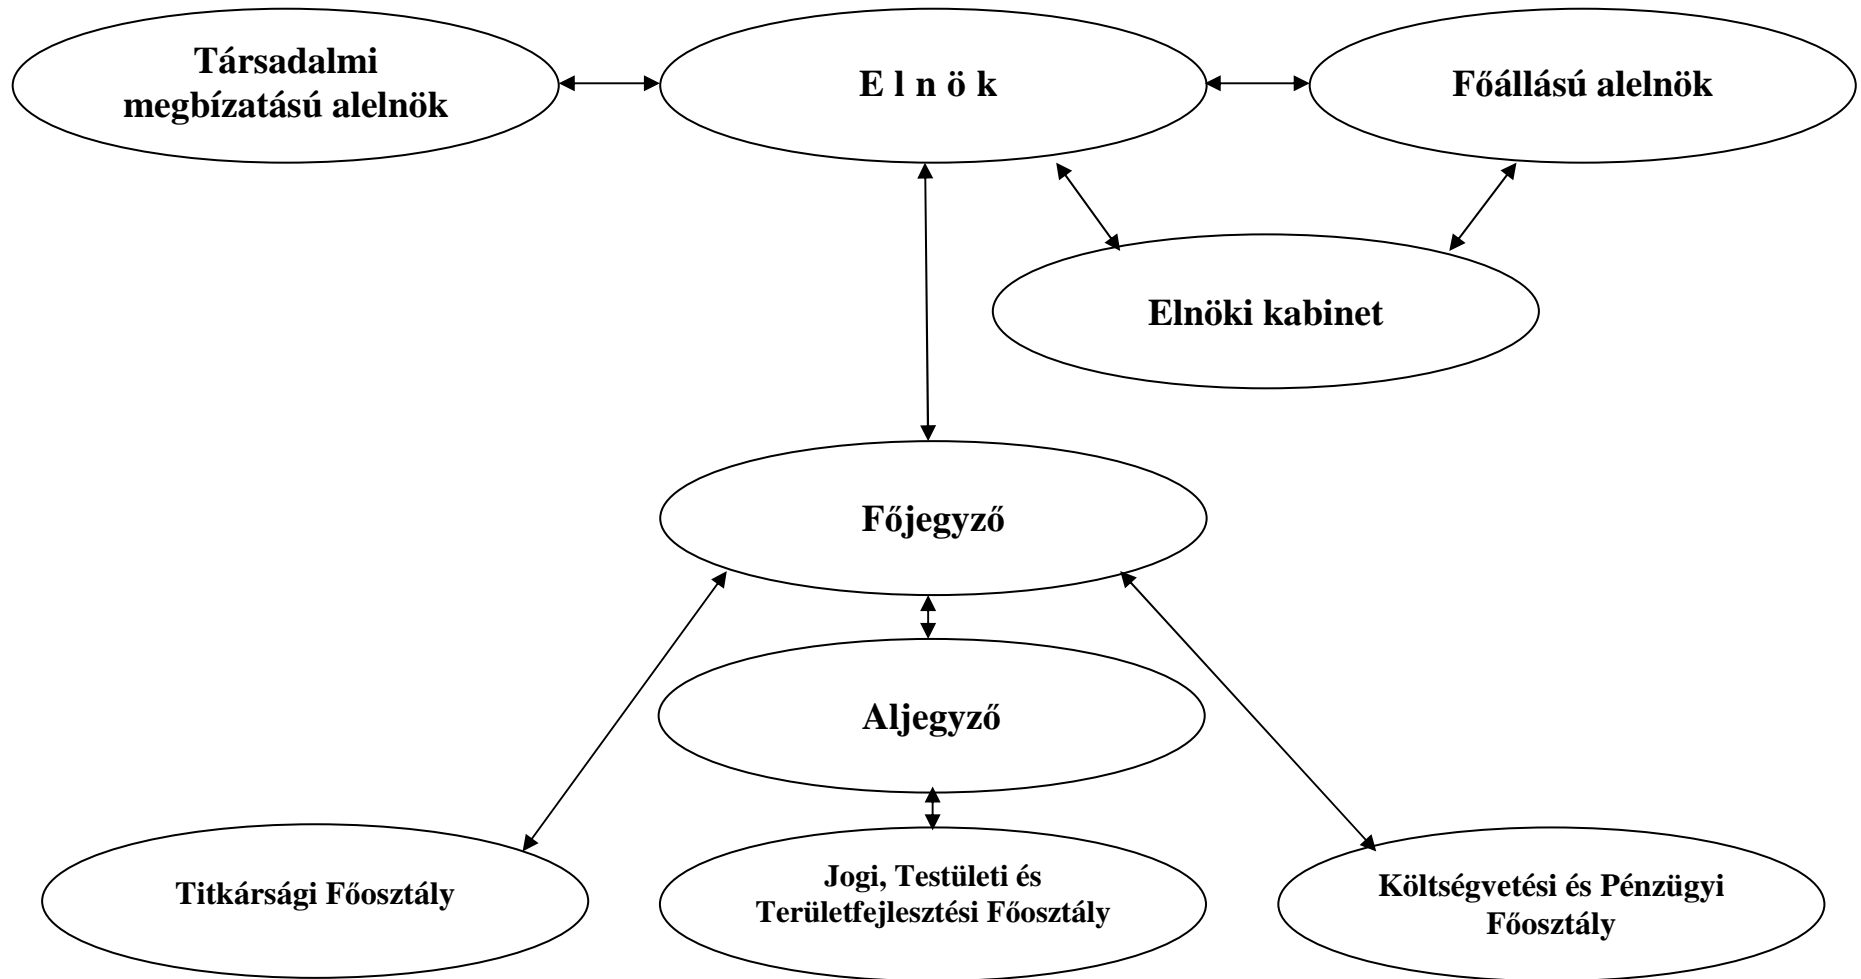 Társadalmi
megbízatású alelnök
E l n ö k
Főállású alelnök
Elnöki kabinet
Főjegyző
Aljegyző
Titkársági Főosztály
Jogi, Testületi és
Területfejlesztési Főosztály
Költségvetési és Pénzügyi
Főosztály